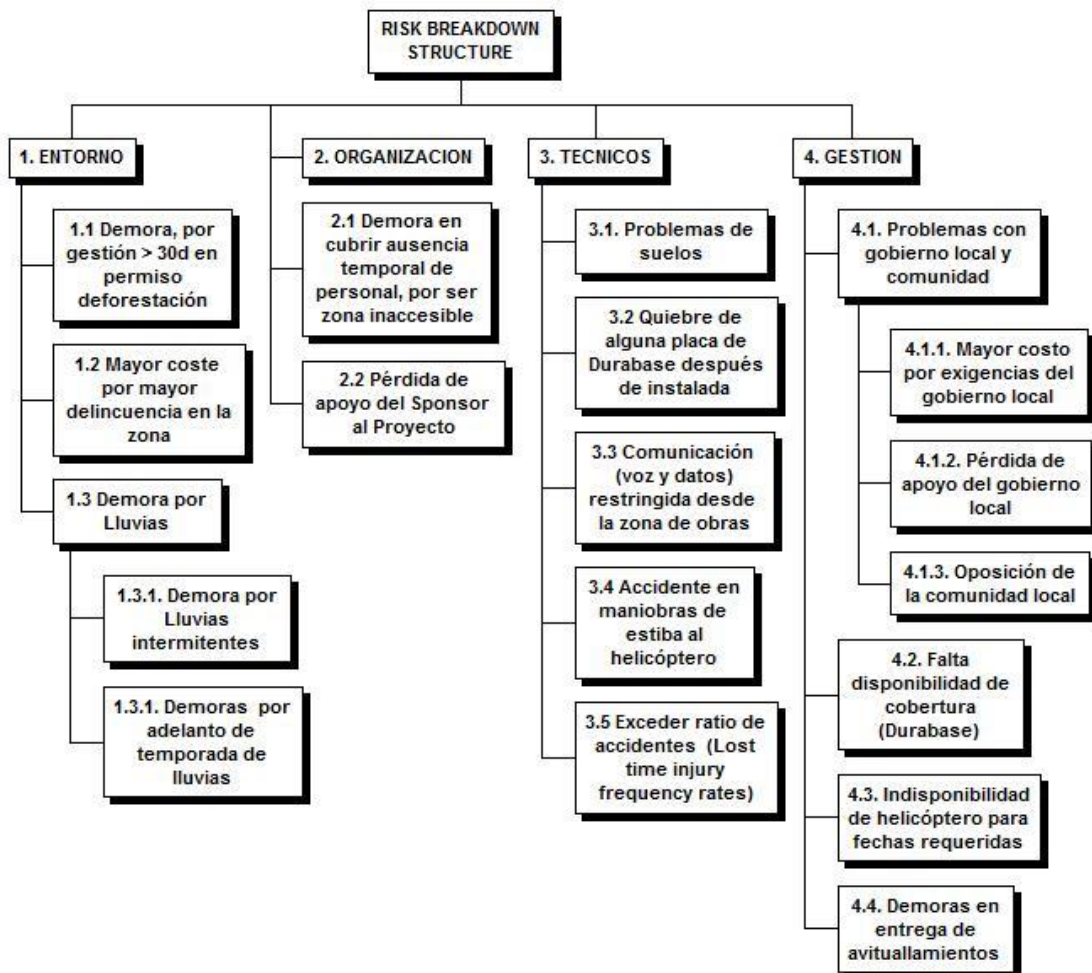 RISK BREAKDOWN
STRUCTURE
1. ENTORNO
1.1 Demora, por
gestión > 30d en
permiso
deforestación
1.2 Mayor coste
por mayor
delincuencia en la
zona
1.3 Demora por
Lluvias
1.3.1. Demora por
Lluvias
intermitentes
1.3.1. Demoras por
adelanto de
temporada de
lluvias
2. ORGANIZACION
2.1 Demora en
cubrir ausencia
temporal de
personal, por ser
zona inaccesible
2.2 Pérdida de
apoyo del Sponsor
al Proyecto
3. TECNICOS
3.1. Problemas de
suelos
3.2 Quiebre de
alguna placa de
Durabase después
de instalada
3.3 Comunicación
(voz y datos)
restringida desde
la zona de obras
3.4 Accidente en
maniobras de
estiba al
helicóptero
3.5 Exceder ratio de
accidentes (Lost
time injury
frequency rates)
4. GESTION
4.1. Problemas con
gobierno local y
comunidad
4.1.1. Mayor costo
por exigencias del
gobierno local
4.1.2. Pérdida de
apoyo del gobierno
local
4.1.3. Oposición de
la comunidad local
4.2. Falta
disponibilidad de
cobertura
(Durabase)
4.3. Indisponibilidad
de helicóptero para
fechas requeridas
4.4. Demoras en
entrega de
avituallamientos